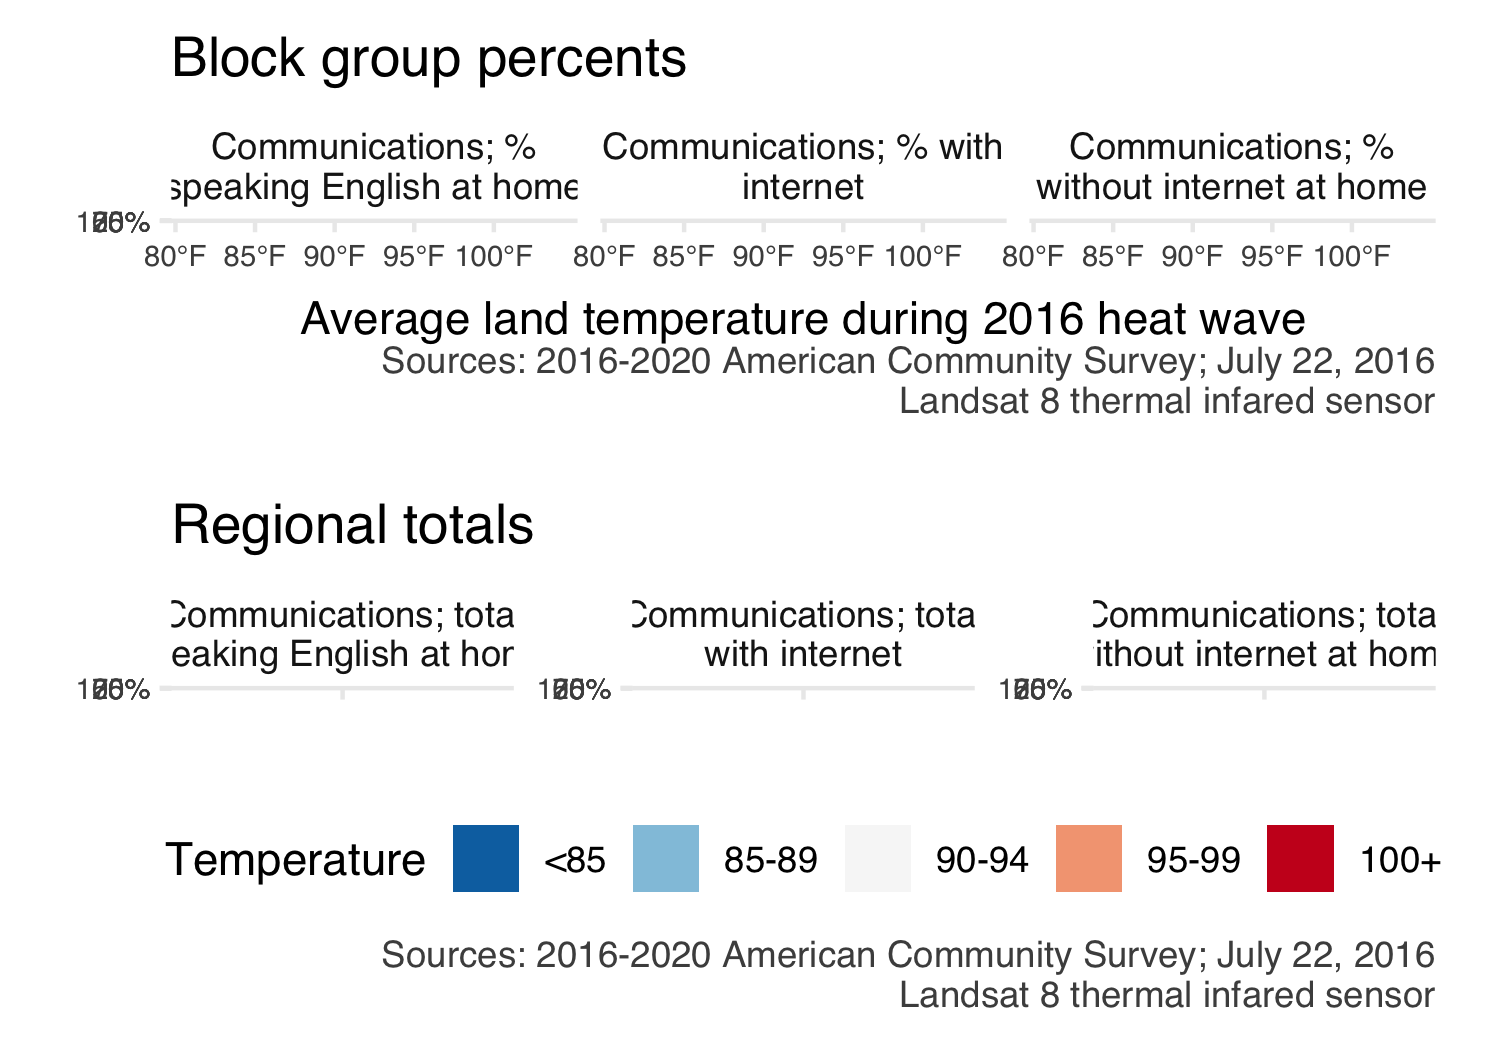 Block group percents
Communications; % Communications; % with Communications; %
speaking English at home internet without internet at home
80°F 85°F 90°F 95°F 100°F 80°F 85°F 90°F 95°F 100°F 80°F 85°F 90°F 95°F 100°F
Average land temperature during 2016 heat wave
Sources: 2016-2020 American Community Survey; July 22, 2016
Landsat 8 thermal infared sensor
Regional totals
Communications; tota Communications; tota Communications; tota
eaking English at hor with internet ithout internet at hom
Temperature <85 85-89 90-94 95-99 100+
Sources: 2016-2020 American Community Survey; July 22, 2016
Landsat 8 thermal infared sensor